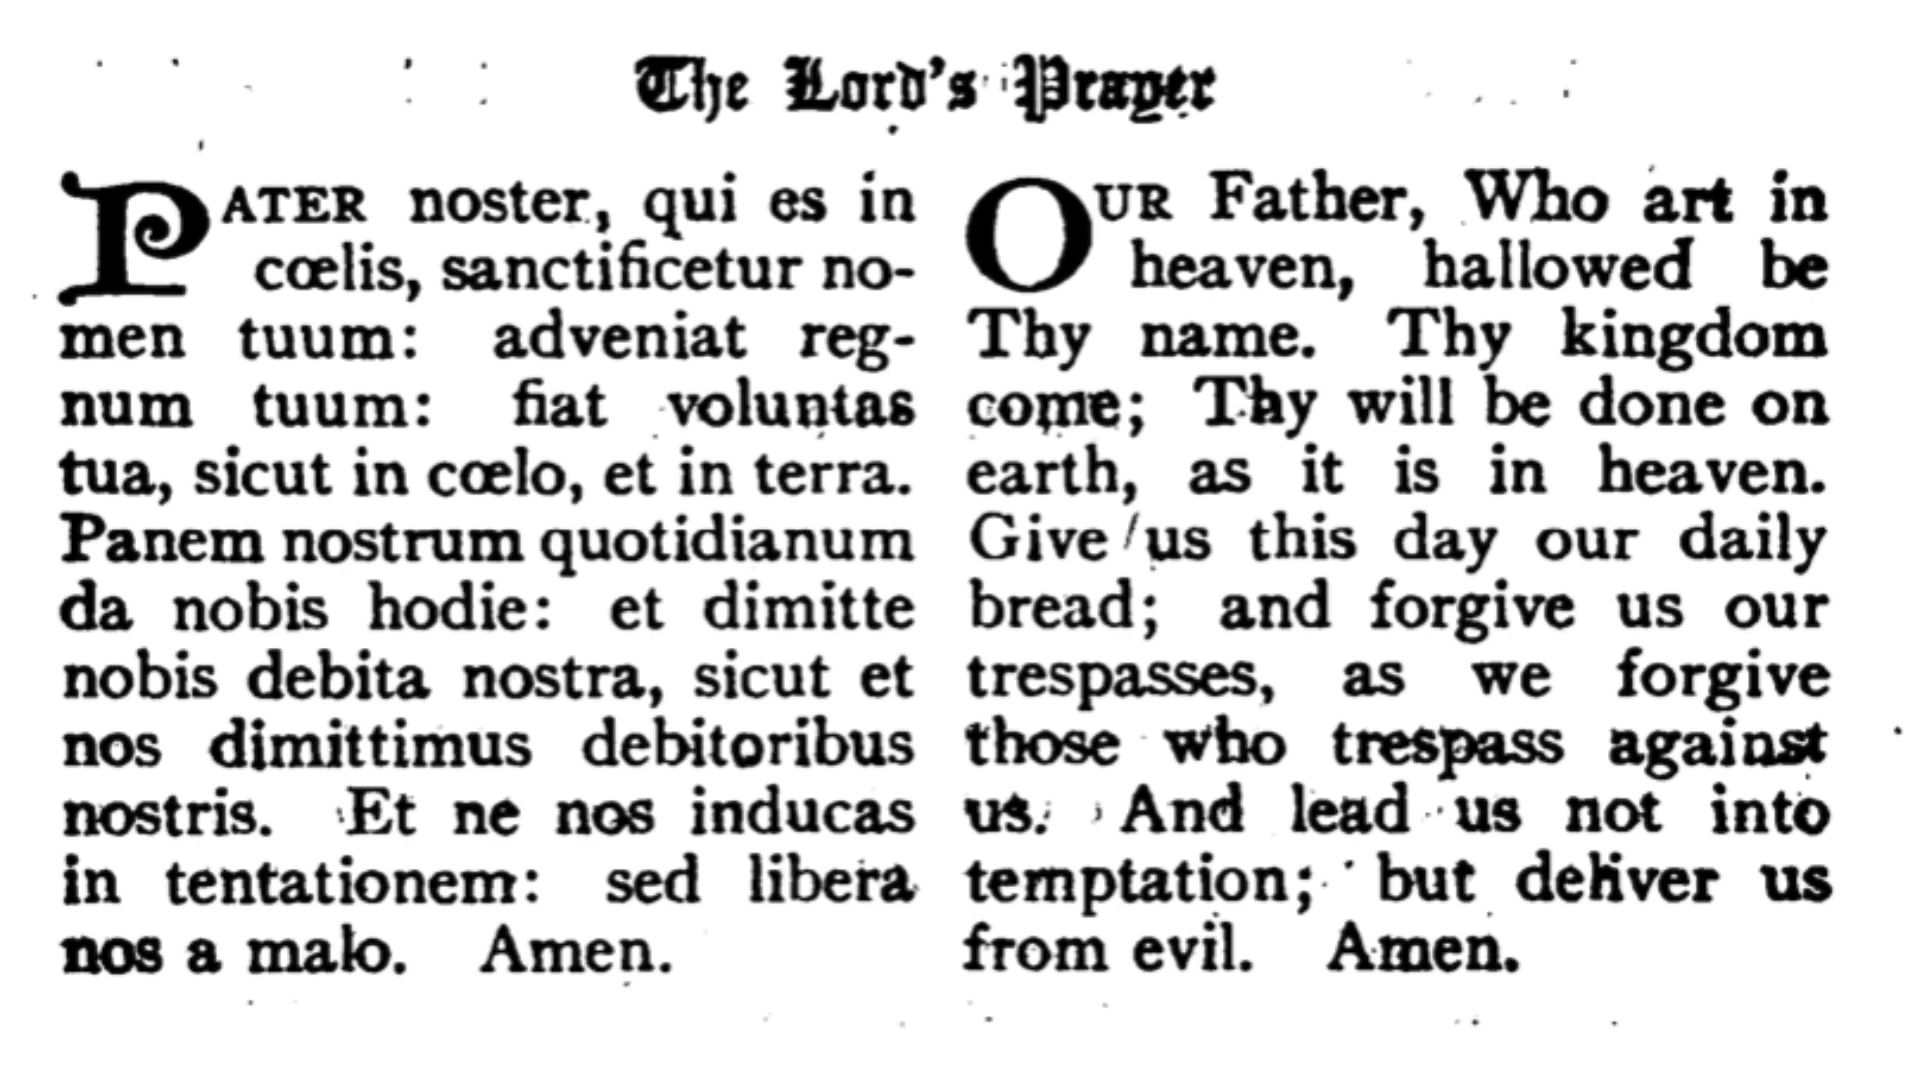 The Lord's Prayer
PATER noster, qui es in
cœlis, sanctificetur no-
men tuum: adveniat reg-
num tuum: fiat voluntas
tua, sicut in cœlo, et in terra.
Panem nostrum quotidianum
da nobis hodie: et dimitte
nobis debita nostra, sicut et
nos dimittimus debitoribus
nostris. Et ne nos inducas
in tentationem: sed libera
nos a malo. Amen.
OUR Father, Who art in
heaven, hallowed be
Thy name. Thy kingdom
come; Thy will be done on
earth, as it is in heaven.
Give us this day our daily
bread; and forgive us our
trespasses, as we forgive
those who trespass against
us. And lead us not into
temptation; but deliver us
from evil. Amen.